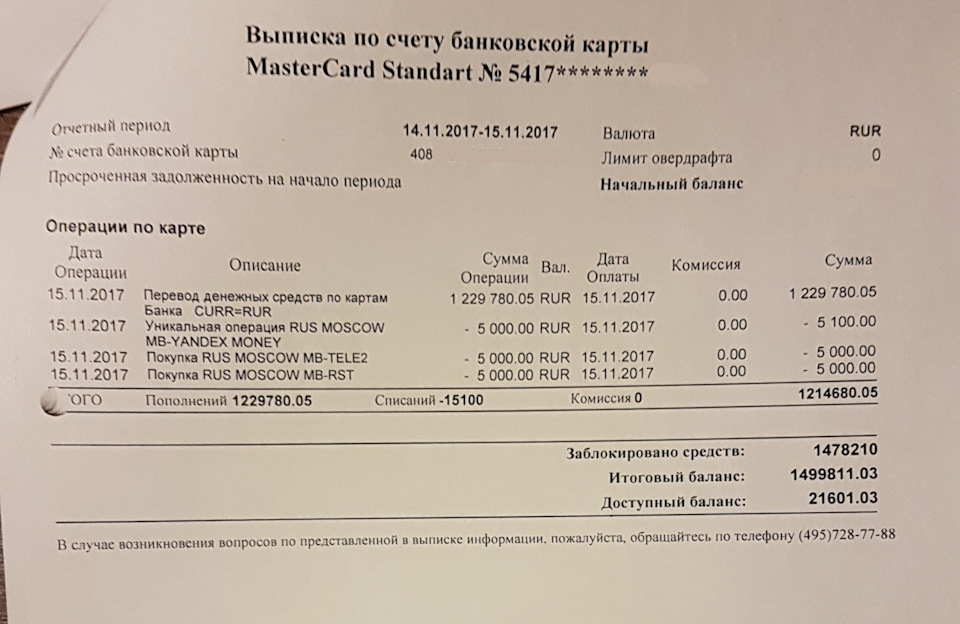 Выписка по счету банковской карты
MasterCard Standart № 5417********
Отчетный период 14.11.2017-15.11.2017 Валюта RUR
№ счета банковской карты 408 Лимит овердрафта 0
Просроченная задолженность на начало периода Начальный баланс
Операции по карте
Дата Операции Описание Сумма Операции Вал. Дата Оплаты Комиссия Сумма
15.11.2017 Перевод денежных средств по картам 1 229 780.05 RUR 15.11.2017 0.00 1 229 780.05
Банка CURR=RUR
15.11.2017 Уникальная операция RUS MOSCOW - 5 000.00 RUR 15.11.2017 0.00 - 5 100.00
MB-YANDEX MONEY
15.11.2017 Покупка RUS MOSCOW MB-TELE2 - 5 000.00 RUR 15.11.2017 0.00 - 5 000.00
15.11.2017 Покупка RUS MOSCOW MB-RST - 5 000.00 RUR 15.11.2017 0.00 - 5 000.00
ОГО Пополнений 1229780.05 Списаний -15100 Комиссия 0 1214680.05
Заблокировано средств: 1478210
Итоговый баланс: 1499811.03
Доступный баланс: 21601.03
В случае возникновения вопросов по представленной в выписке информации, пожалуйста, обращайтесь по телефону (495)728-77-88